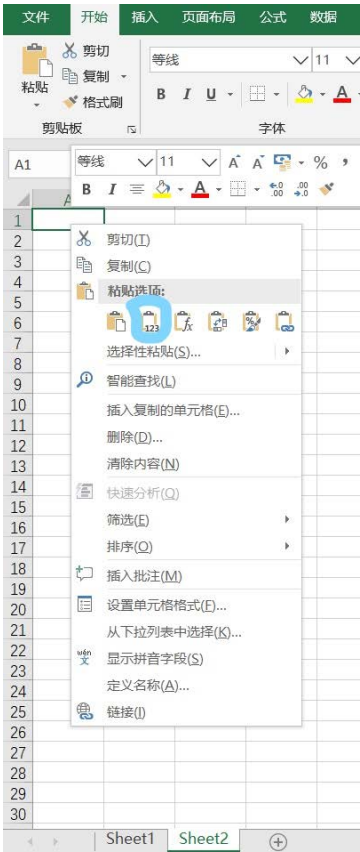 文件 开始 插入 页面布局 公式 数据
剪切
等线 11
复制
粘贴
格式刷
B I U A
剪贴板 字体
A1
等线 11 A A % ,
B I A .00 .00
A
1
2
3
4
5
6
7
8
9
10
11
12
13
14
15
16
17
18
19
20
21
22
23
24
25
26
27
28
29
30
剪切(T)
复制(C)
粘贴选项:
123 fx %
选择性粘贴(S)...
智能查找(L)
插入复制的单元格(E)...
删除(D)...
清除内容(N)
快速分析(Q)
筛选(E)
排序(O)
插入批注(M)
设置单元格格式(F)...
从下拉列表中选择(K)...
wén
文 显示拼音字段(S)
定义名称(A)...
链接(I)
Sheet1 Sheet2